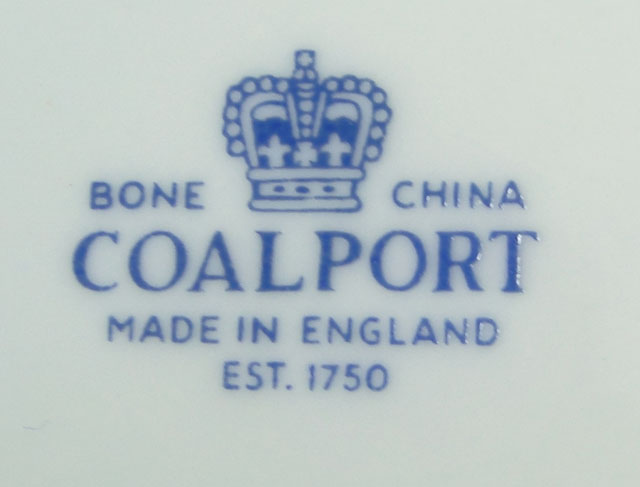 BONE CHINA
COALPORT
MADE IN ENGLAND
EST. 1750